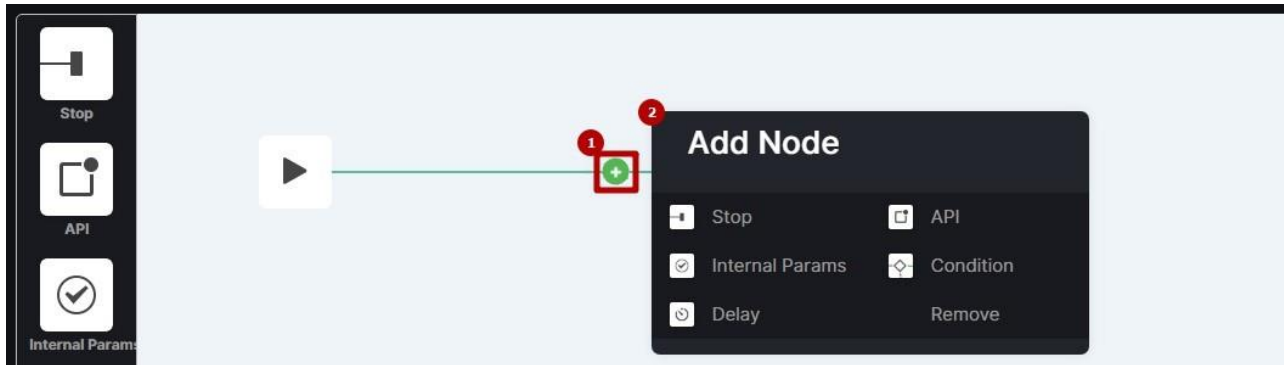 Stop
API
Internal Params
1
2
Add Node
Stop
API
Internal Params
Condition
Delay
Remove